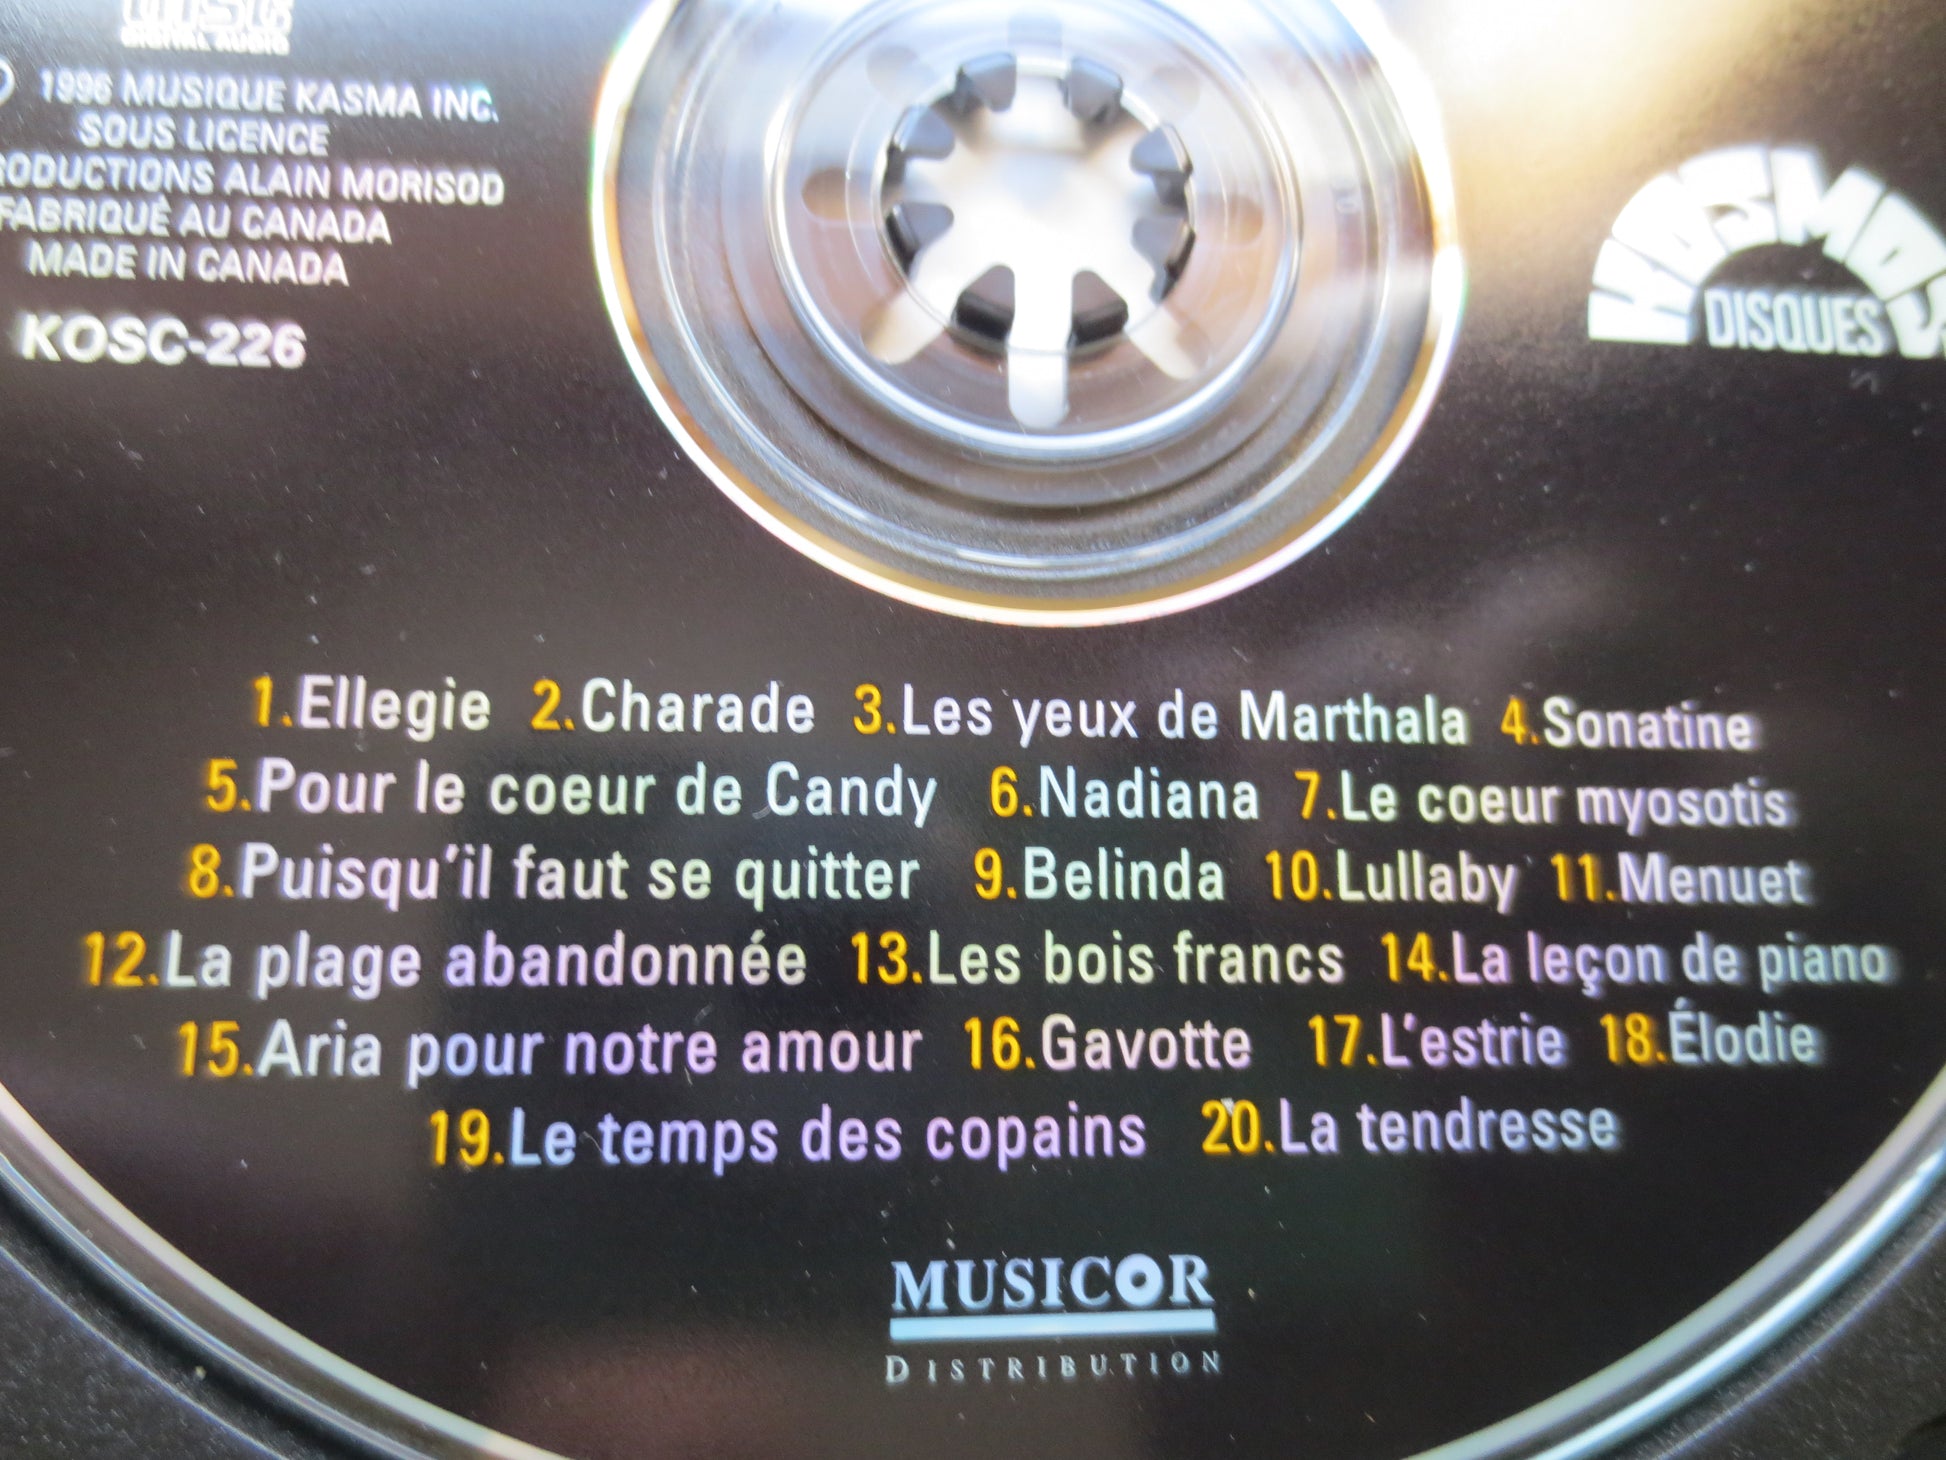 DIGITAL AUDIO
1996 MUSIQUE KASMA INC.
SOUS LICENCE
RODUCTIONS ALAIN MORISOD
FABRIQUÉ AU CANADA
MADE IN CANADA
KOSC-226
KOSMOS
DISQUES
1.Ellegie 2.Charade 3.Les yeux de Marthala 4.Sonatine
5.Pour le coeur de Candy 6.Nadiana 7.Le coeur myosotis
8.Puisqu'il faut se quitter 9.Belinda 10.Lullaby 11.Menuet
12.La plage abandonnée 13.Les bois francs 14.La leçon de piano
15.Aria pour notre amour 16.Gavotte 17.L'estrie 18.Élodie
19.Le temps des copains 20.La tendresse
MUSICOR
DISTRIBUTION